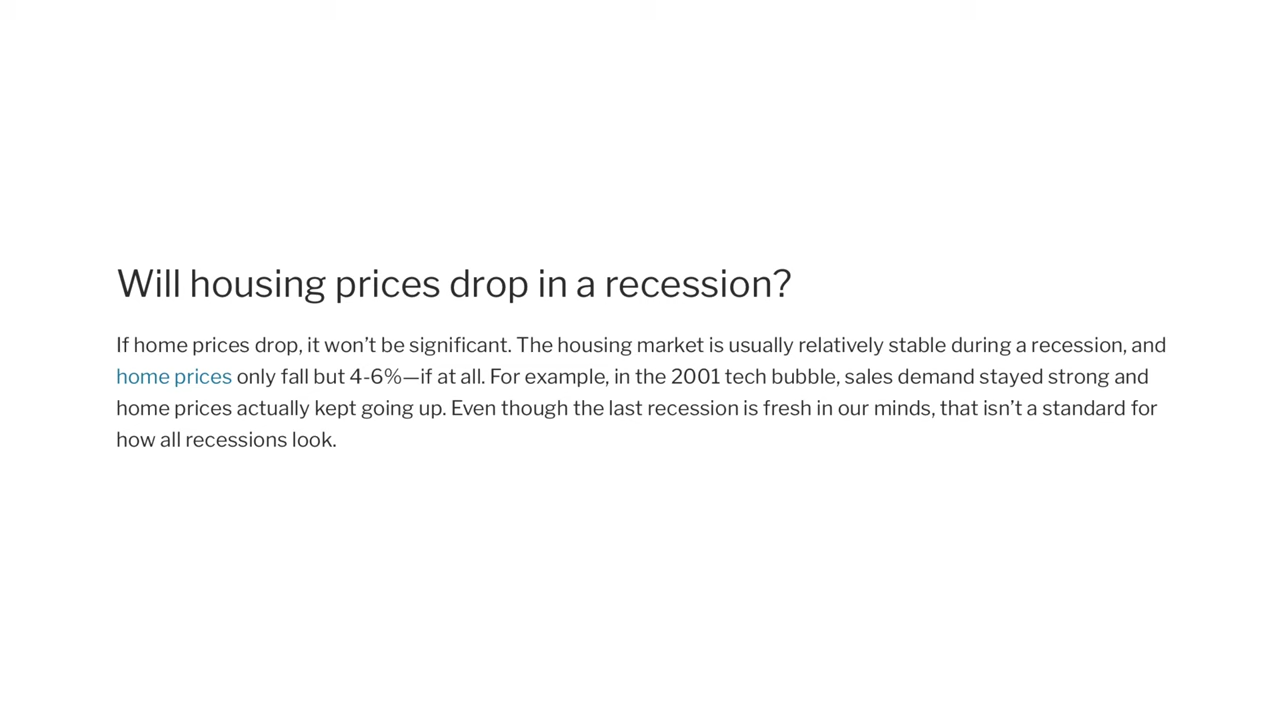 Will housing prices drop in a recession?
If home prices drop, it won’t be significant. The housing market is usually relatively stable during a recession, and
home prices only fall but 4-6%—if at all. For example, in the 2001 tech bubble, sales demand stayed strong and
home prices actually kept going up. Even though the last recession is fresh in our minds, that isn’t a standard for
how all recessions look.